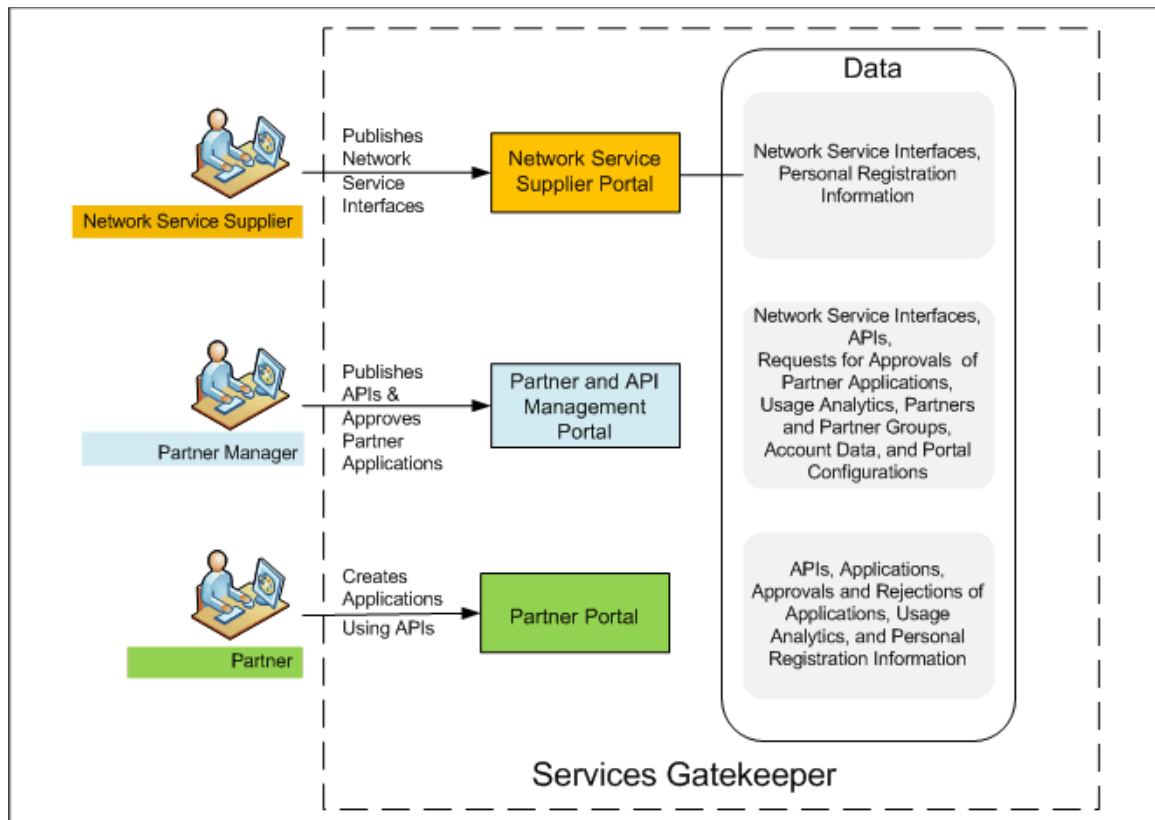 Data
Publishes
Network
Service
Interfaces
Network Service Supplier
Network Service
Supplier Portal
Network Service Interfaces,
Personal Registration
Information
Publishes
APIs &
Approves
Partner
Applications
Partner Manager
Partner and API
Management
Portal
Network Service Interfaces,
APIs,
Requests for Approvals of
Partner Applications,
Usage Analytics, Partners
and Partner Groups,
Account Data, and Portal
Configurations
Creates
Applications
Using APIs
Partner
Partner Portal
APIs, Applications,
Approvals and Rejections of
Applications, Usage
Analytics, and Personal
Registration Information
Services Gatekeeper